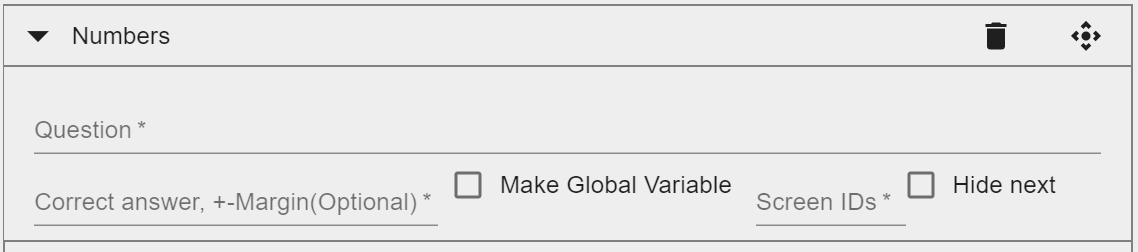 Numbers
Question *
Correct answer, +-Margin(Optional) *
Make Global Variable
Screen IDs *
Hide next